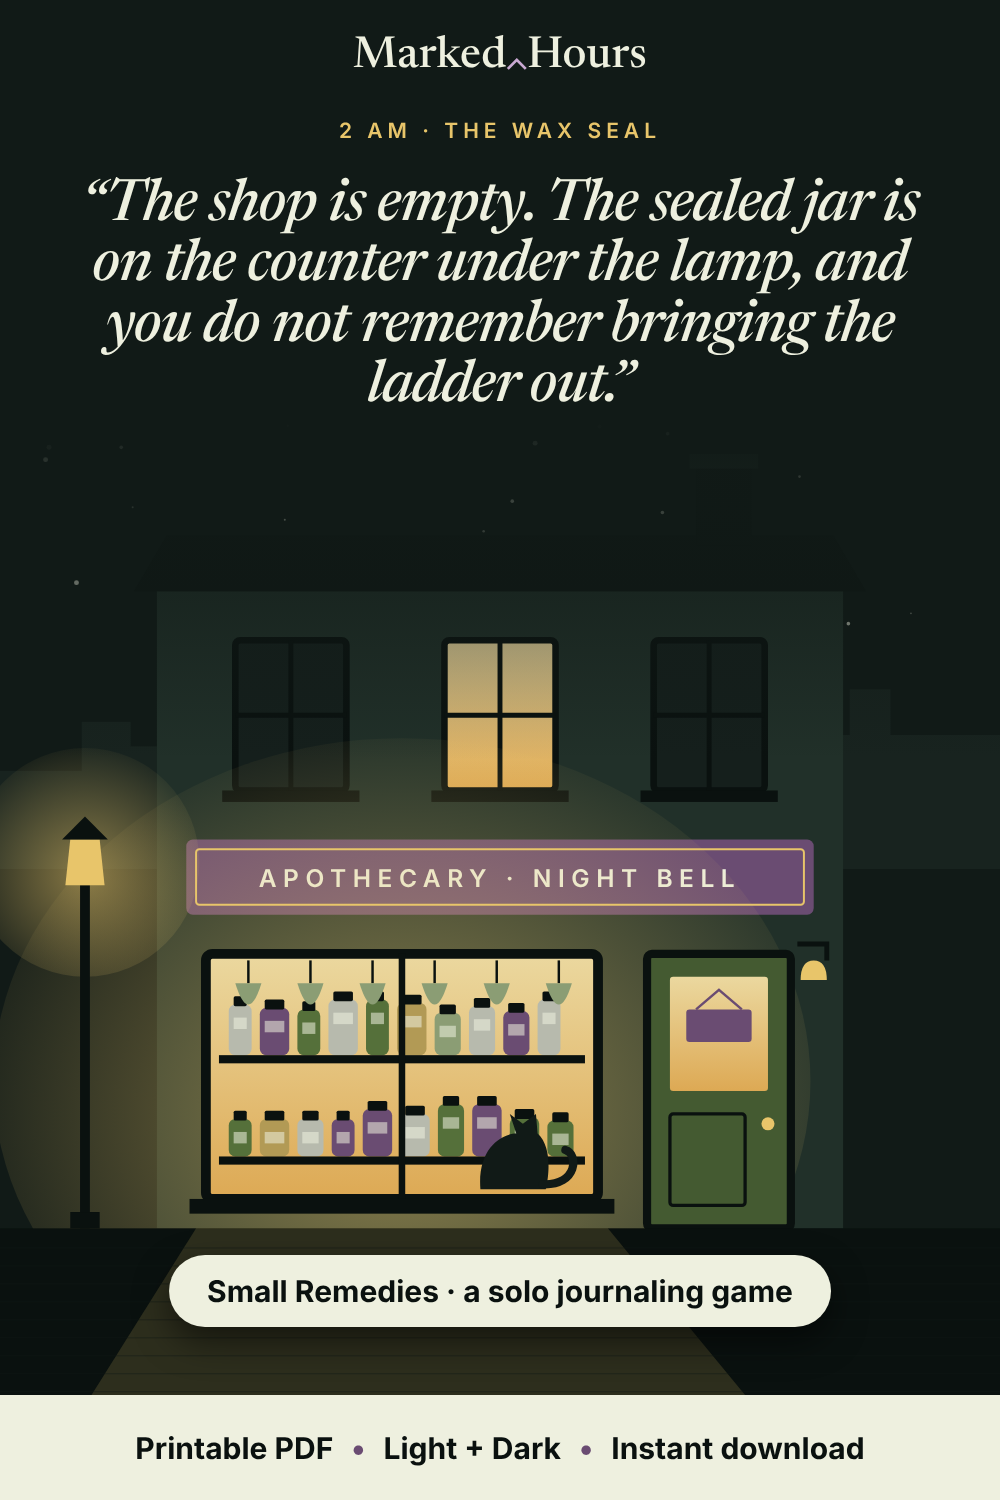 Marked‸Hours
2 AM · THE WAX SEAL
“The shop is empty. The sealed jar is
on the counter under the lamp, and
you do not remember bringing the
ladder out.”
APOTHECARY · NIGHT BELL
Small Remedies · a solo journaling game
Printable PDF • Light + Dark • Instant download